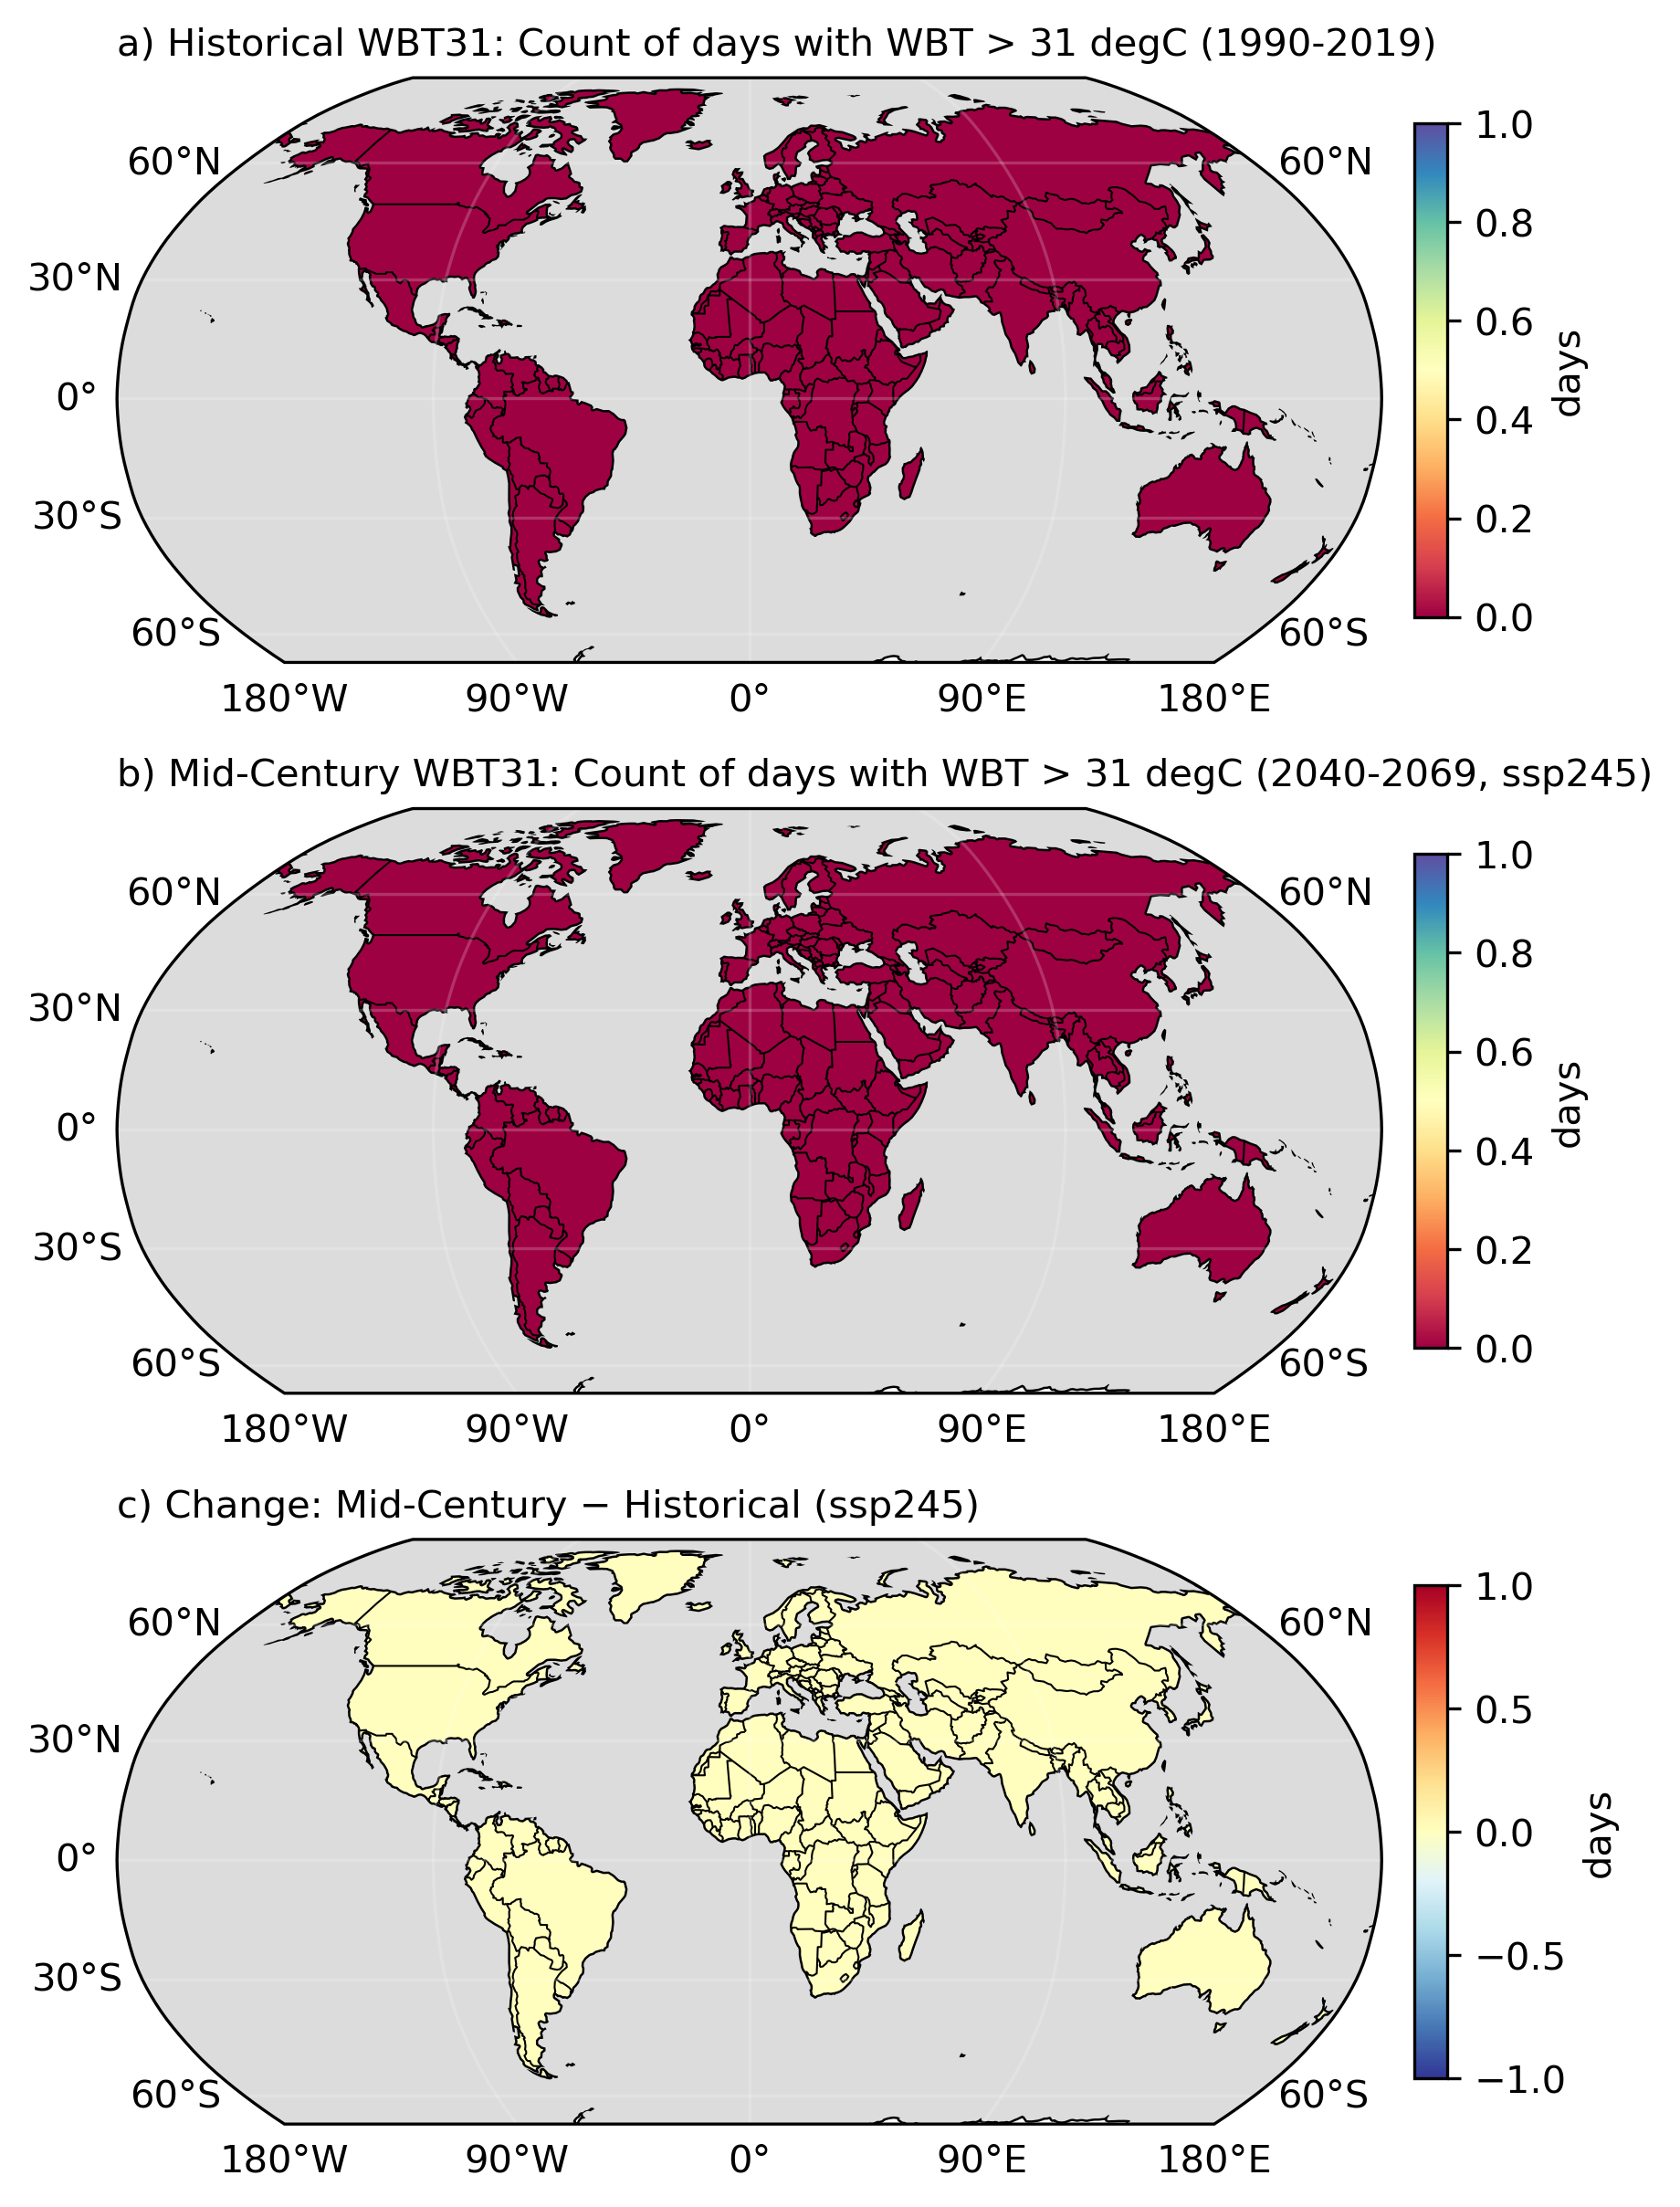 a) Historical WBT31: Count of days with WBT > 31 degC (1990-2019)
1.0
60°N 60°N
0.8
30°N
0.6
days
0°
0.4
30°S
0.2
60°S 60°S
0.0
180°W 90°W 0° 90°E 180°E
b) Mid-Century WBT31: Count of days with WBT > 31 degC (2040-2069, ssp245)
1.0
60°N 60°N
0.8
30°N
0.6
days
0°
0.4
30°S
0.2
60°S 60°S
0.0
180°W 90°W 0° 90°E 180°E
c) Change: Mid-Century − Historical (ssp245)
1.0
60°N 60°N
0.5
30°N
0.0
days
0°
−0.5
30°S
−1.0
60°S 60°S
180°W 90°W 0° 90°E 180°E